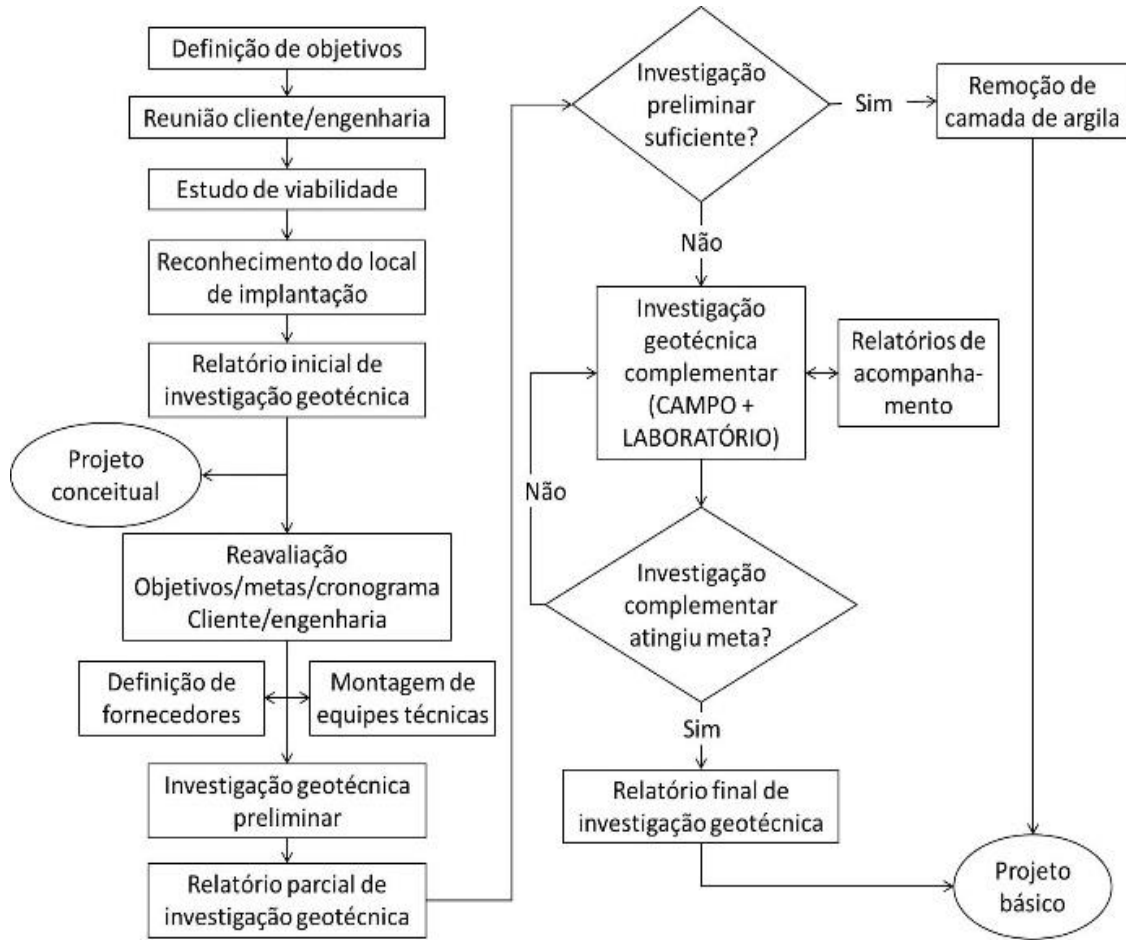 Definição de objetivos
Reunião cliente/engenharia
Estudo de viabilidade
Reconhecimento do local
de implantação
Relatório inicial de
investigação geotécnica
Projeto
conceitual
Reavaliação
Objetivos/metas/cronograma
Cliente/engenharia
Definição de
fornecedores
Montagem de
equipes técnicas
Investigação geotécnica
preliminar
Relatório parcial de
investigação geotécnica
Investigação
preliminar
suficiente?
Sim
Remoção de
camada de argila
Não
Investigação
geotécnica
complementar
(CAMPO +
LABORATÓRIO)
Relatórios de
acompanha-
mento
Não
Investigação
complementar
atingiu meta?
Sim
Relatório final de
investigação geotécnica
Projeto
básico